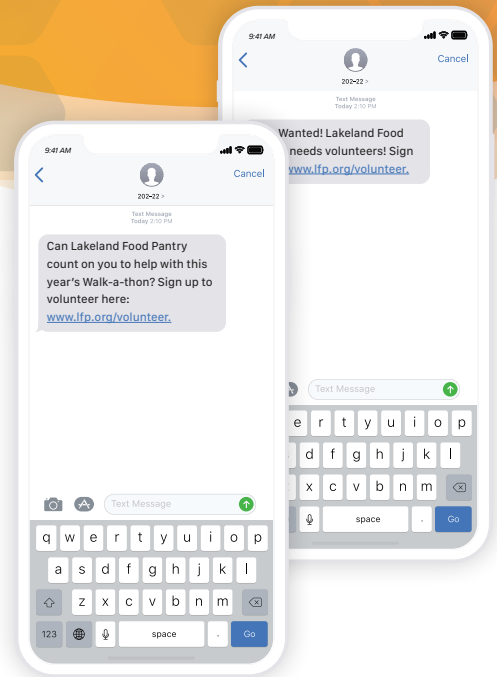 9:41 AM
Cancel
202-22 >
Text Message
Today 2:10 PM
Wanted! Lakeland Food
needs volunteers! Sign
www.lfp.org/volunteer.
Text Message
e r t y u i o p
d f g h j k l
x c v b n m
space . Go
9:41 AM
Cancel
202-22 >
Text Message
Today 2:10 PM
Can Lakeland Food Pantry
count on you to help with this
year's Walk-a-thon? Sign up to
volunteer here:
www.lfp.org/volunteer.
Text Message
q w e r t y u i o p
a s d f g h j k l
z x c v b n m
123 space . Go